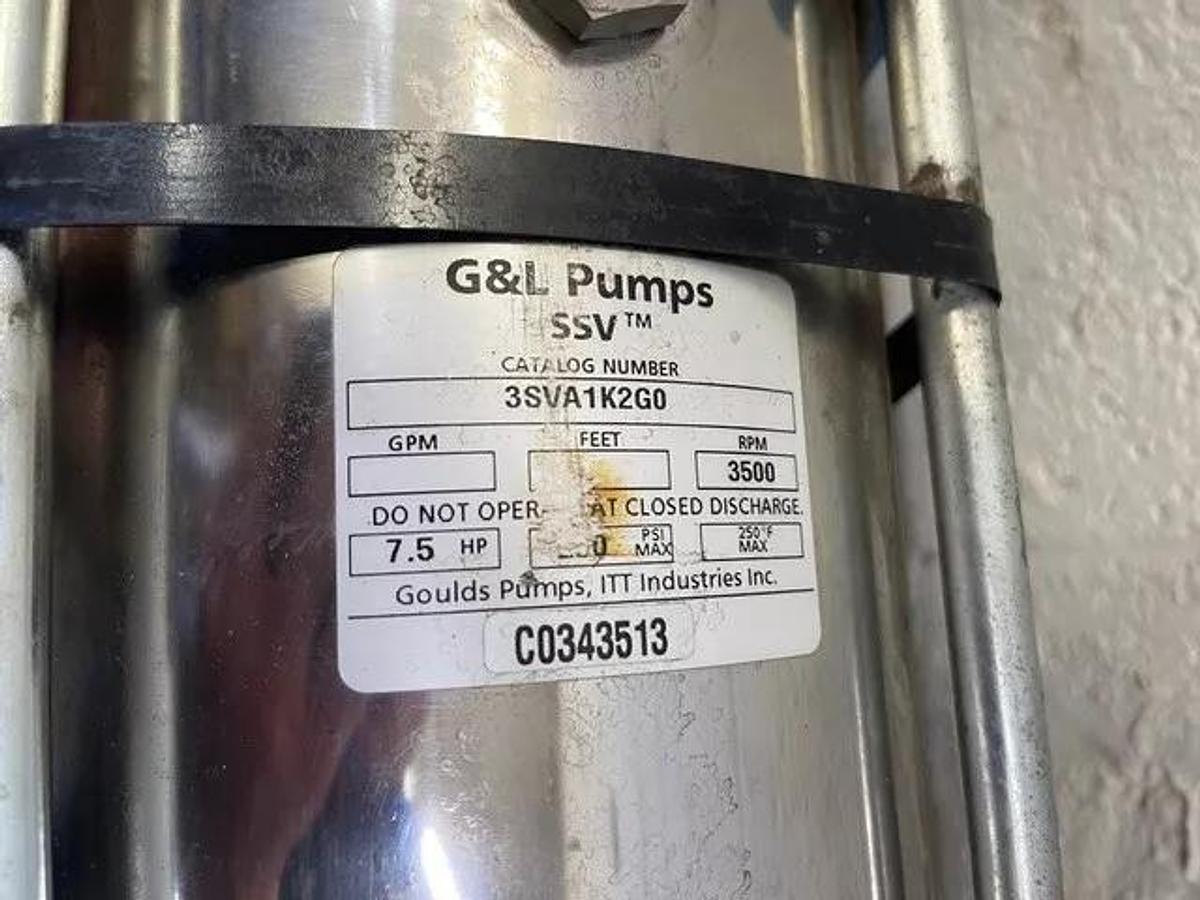 G&L Pumps
SSV™
CATALOG NUMBER
3SVA1K2G0
GPM FEET RPM
3500
DO NOT AT CLOSED DISCHARGE.
7.5 HP PSI MAX 250°F MAX
Goulds Pumps, ITT Industries Inc.
C0343513